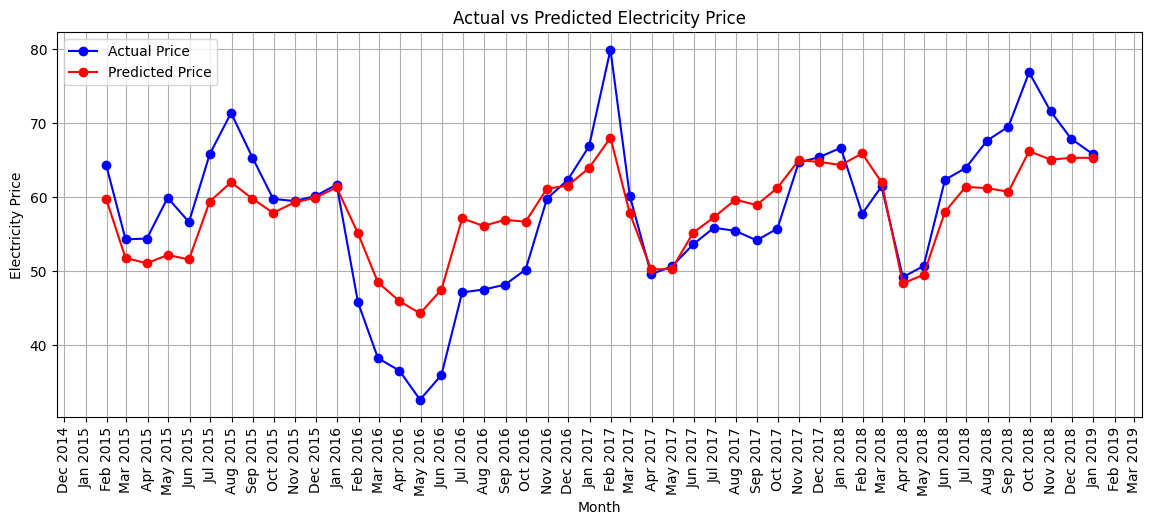 Actual vs Predicted Electricity Price
Actual Price
Predicted Price
Electricity Price
80
70
60
50
40
Dec 2014
Jan 2015
Feb 2015
Mar 2015
Apr 2015
May 2015
Jun 2015
Jul 2015
Aug 2015
Sep 2015
Oct 2015
Nov 2015
Dec 2015
Jan 2016
Feb 2016
Mar 2016
Apr 2016
May 2016
Jun 2016
Jul 2016
Aug 2016
Sep 2016
Oct 2016
Nov 2016
Dec 2016
Jan 2017
Feb 2017
Mar 2017
Apr 2017
May 2017
Jun 2017
Jul 2017
Aug 2017
Sep 2017
Oct 2017
Nov 2017
Dec 2017
Jan 2018
Feb 2018
Mar 2018
Apr 2018
May 2018
Jun 2018
Jul 2018
Aug 2018
Sep 2018
Oct 2018
Nov 2018
Dec 2018
Jan 2019
Feb 2019
Mar 2019
Month